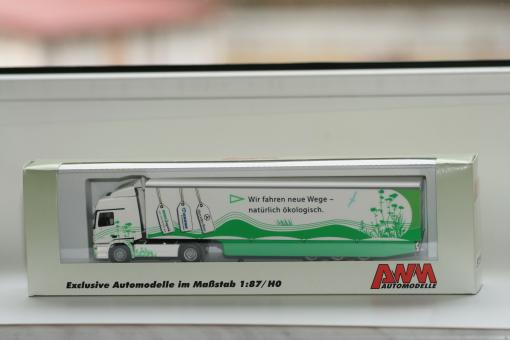 Wir fahren neue Wege –
natürlich ökologisch.
Exclusive Automodelle im Maßstab 1:87/H0
AWM
AUTOMODELLE